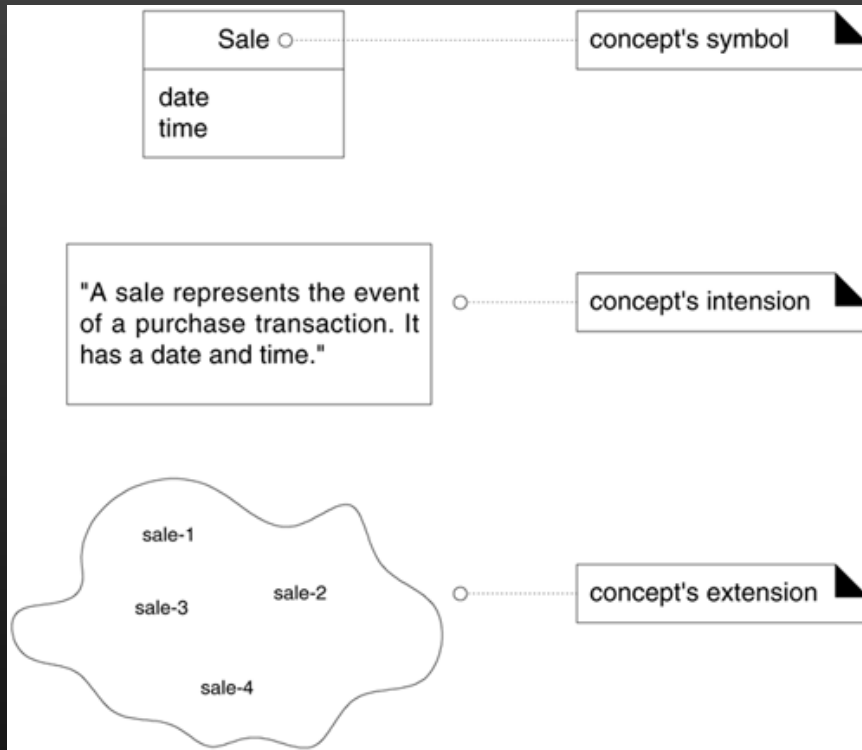 Sale
concept's symbol
date
time
"A sale represents the event
of a purchase transaction. It
has a date and time."
concept's intension
sale-1
sale-2
sale-3
sale-4
concept's extension